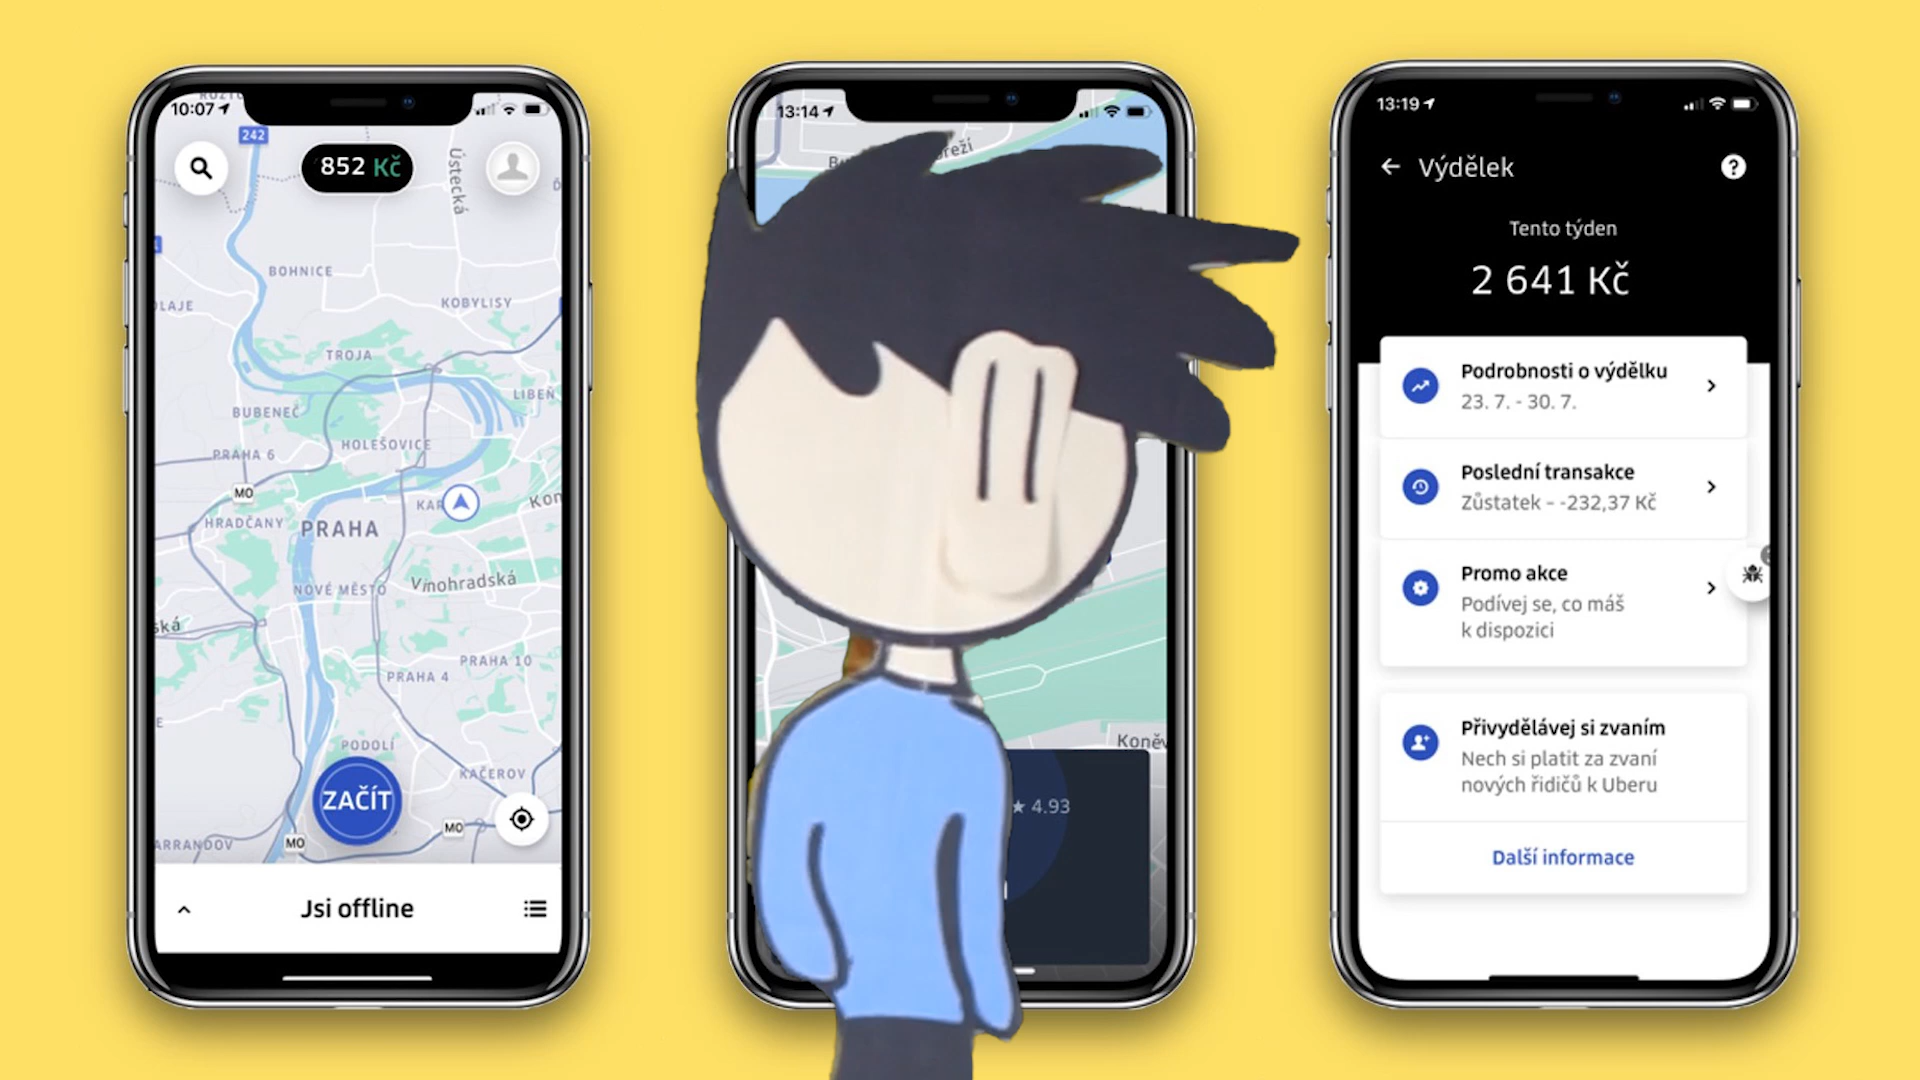 10:07
242
852 Kč
Ústecká
BOHNICE
KOBYLISY
TROJA
LIBEŇ
BUBENEČ
HOLEŠOVICE
PRAHA 6
MO
HRADČANY
PRAHA
NOVÉ MĚSTO
Vinohradská
PRAHA 10
PRAHA 4
PODOLÍ
KAČEROV
ZAČÍT
MO
MO
Jsi offline
13:14
★ 4.93
13:19
Výdělek
?
Tento týden
2 641 Kč
Podrobnosti o výdělku
23. 7. - 30. 7.
Poslední transakce
Zůstatek – -232,37 Kč
Promo akce
Podívej se, co máš
k dispozici
Přivydělávej si zvaním
Nech si platit za zvaní
nových řidičů k Uberu
Další informace